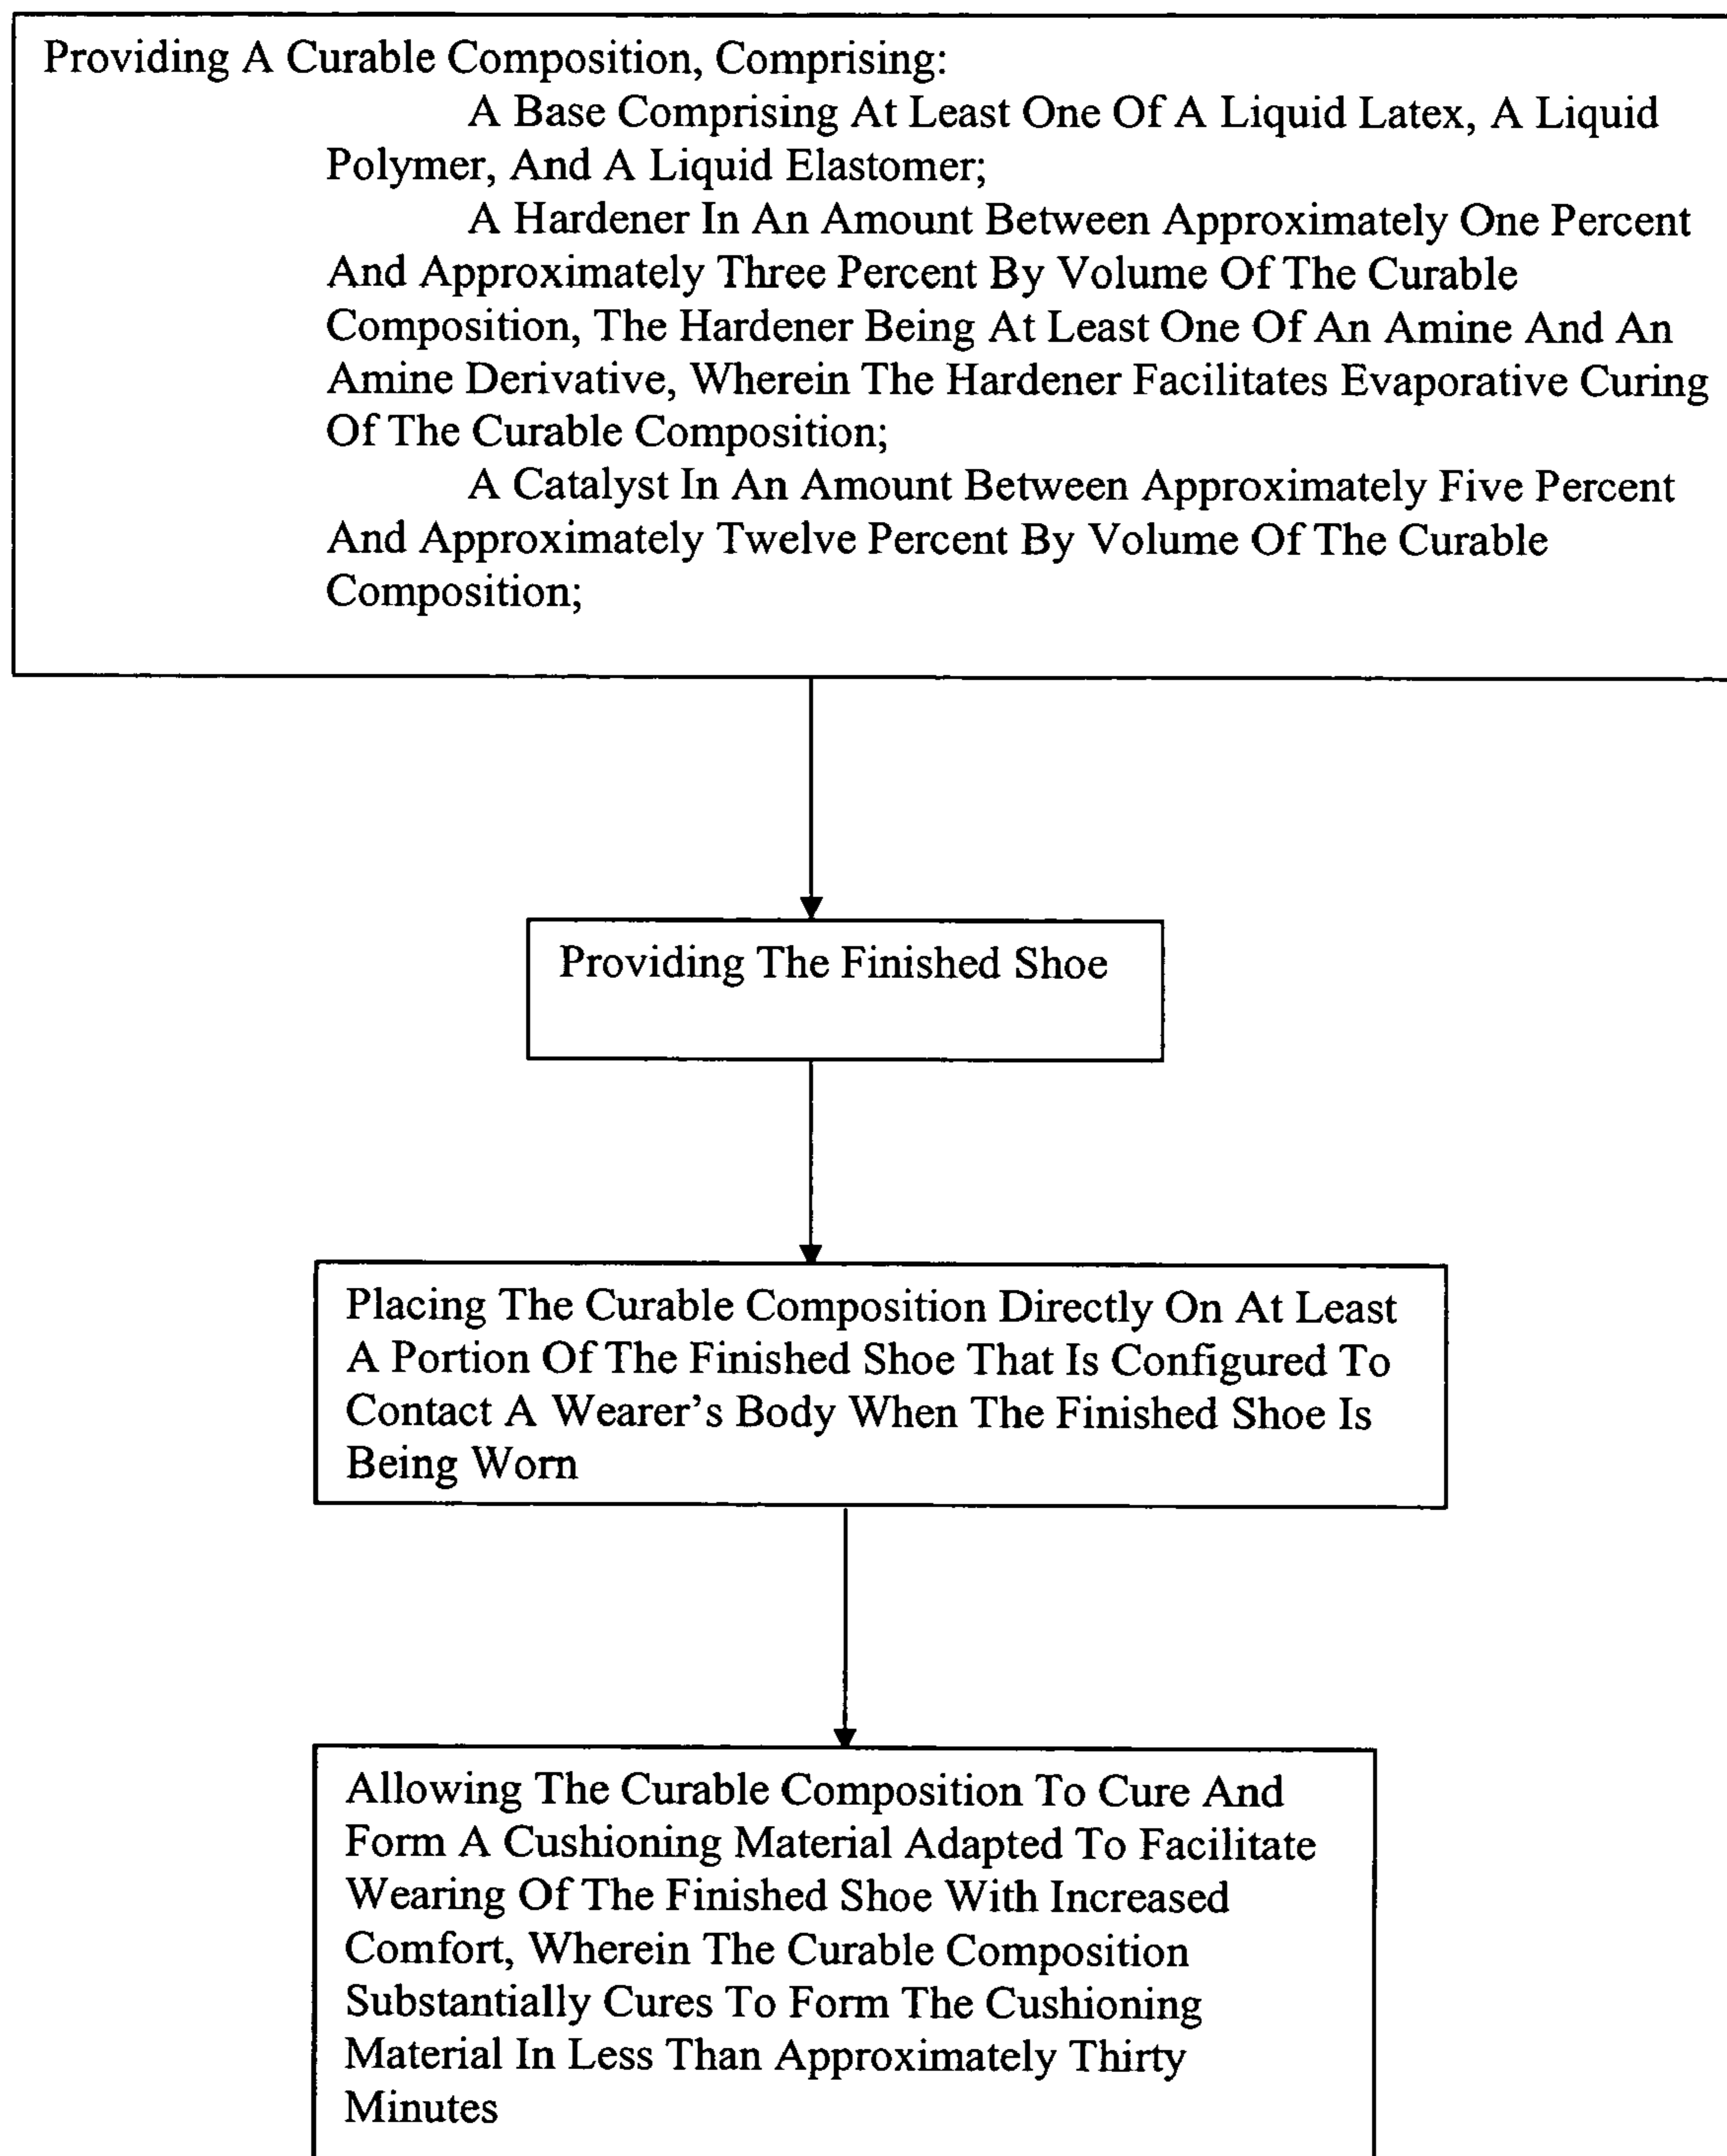 Providing A Curable Composition, Comprising:
A Base Comprising At Least One Of A Liquid Latex, A Liquid
Polymer, And A Liquid Elastomer;
A Hardener In An Amount Between Approximately One Percent
And Approximately Three Percent By Volume Of The Curable
Composition, The Hardener Being At Least One Of An Amine And An
Amine Derivative, Wherein The Hardener Facilitates Evaporative Curing
Of The Curable Composition;
A Catalyst In An Amount Between Approximately Five Percent
And Approximately Twelve Percent By Volume Of The Curable
Composition;
Providing The Finished Shoe
Placing The Curable Composition Directly On At Least
A Portion Of The Finished Shoe That Is Configured To
Contact A Wearer's Body When The Finished Shoe Is
Being Worn
Allowing The Curable Composition To Cure And
Form A Cushioning Material Adapted To Facilitate
Wearing Of The Finished Shoe With Increased
Comfort, Wherein The Curable Composition
Substantially Cures To Form The Cushioning
Material In Less Than Approximately Thirty
Minutes